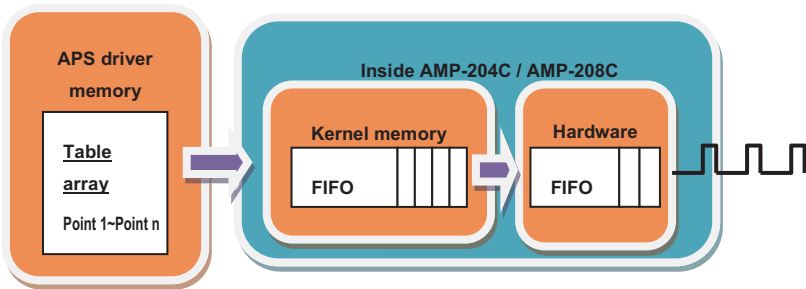 APS driver
memory
Table
array
Point 1~Point n
Inside AMP-204C / AMP-208C
Kernel memory
FIFO
Hardware
FIFO